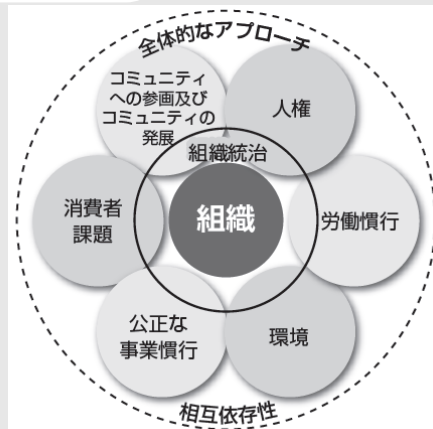 全体的なアプローチ
コミュニティ
への参画及び
コミュニティの
発展
人権
組織統治
消費者
課題
組織
労働慣行
公正な
事業慣行
環境
相互依存性